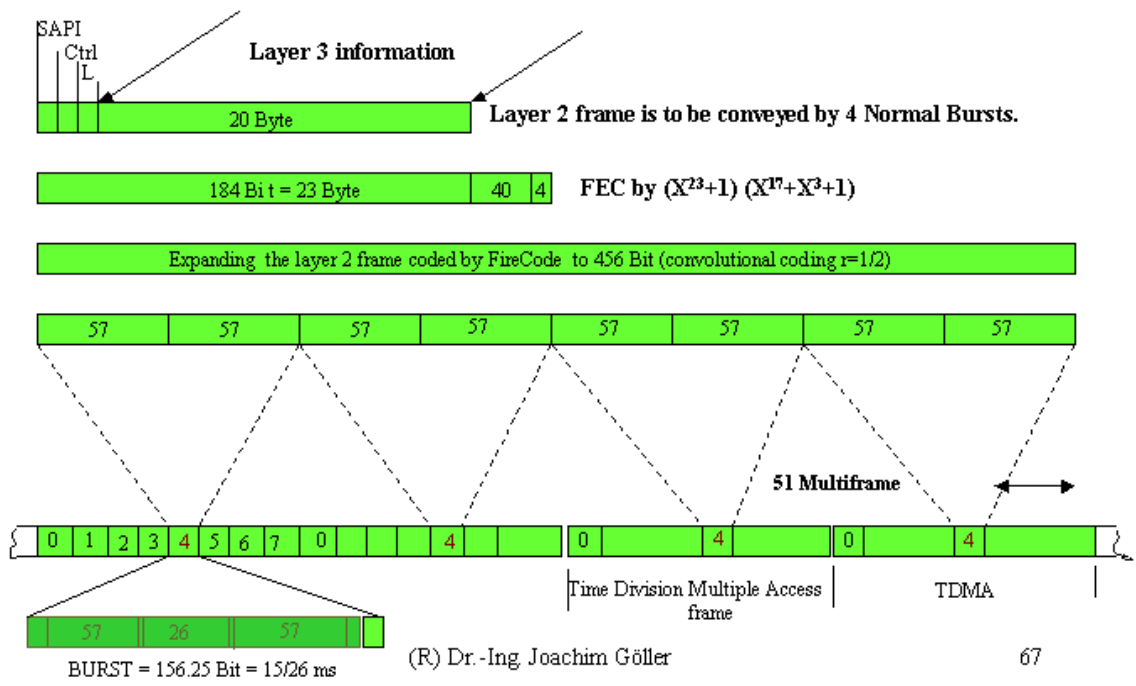 SAPI
Ctrl
L
Layer 3 information
20 Byte
Layer 2 frame is to be conveyed by 4 Normal Bursts.
184 Bit = 23 Byte 40 4
FEC by (X²³+1) (X¹⁷+X³+1)
Expanding the layer 2 frame coded by FireCode to 456 Bit (convolutional coding r=1/2)
57 57 57 57 57 57 57 57
51 Multiframe
0 1 2 3 4 5 6 7 0 4 0 4 0 4
Time Division Multiple Access
frame
TDMA
57 26 57
BURST = 156.25 Bit = 15/26 ms
(R) Dr.-Ing. Joachim Göller
67